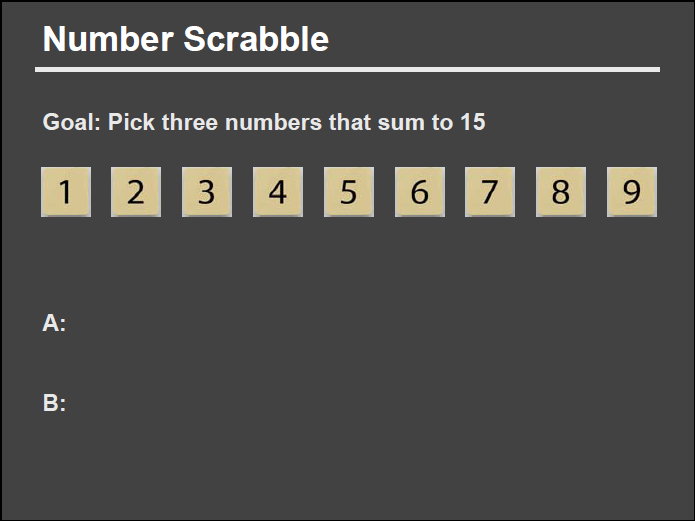 Number Scrabble
Goal: Pick three numbers that sum to 15
1 2 3 4 5 6 7 8 9
A:
B: